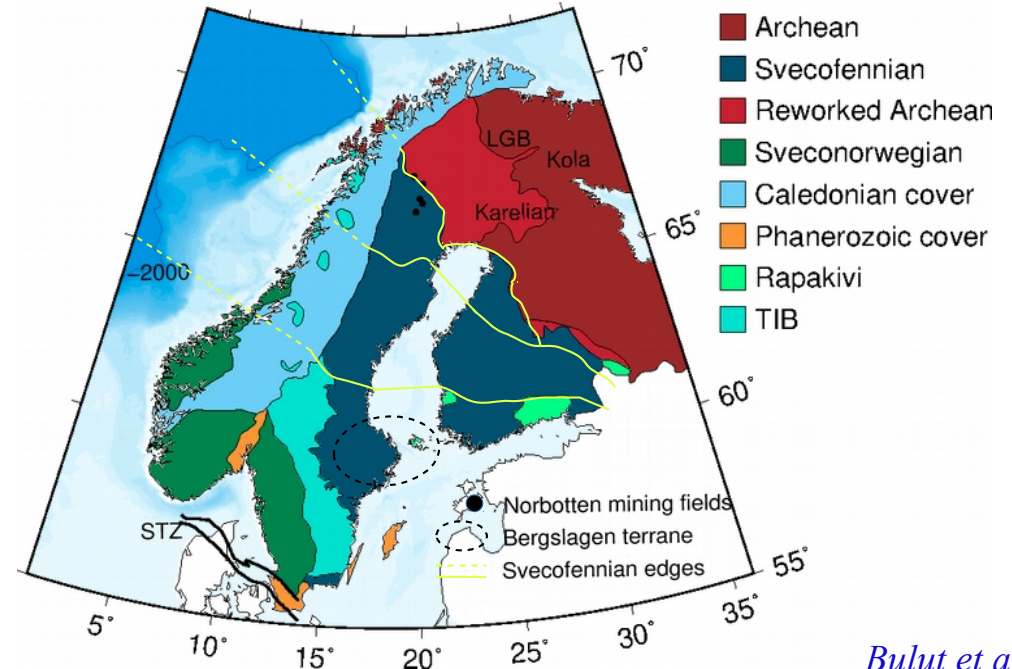 Archean
Svecofennian
Reworked Archean
Sveconorwegian
Caledonian cover
Phanerozoic cover
Rapakivi
TIB
70°
65°
60°
55°
LGB
Kola
Karelian
-2000
STZ
Norbotten mining fields
Bergslagen terrane
Svecofennian edges
5°
10°
15°
20°
25°
30°
35°
Bulut et a